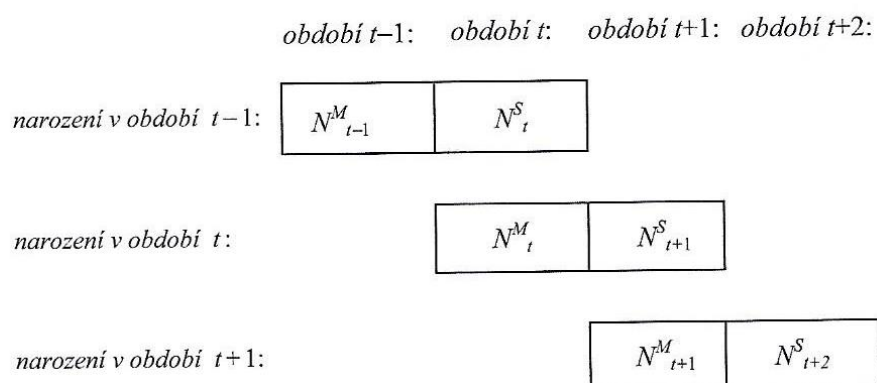 období t–1: období t: období t+1: období t+2:
narození v období t–1: N^M_{t–1} N^S_t
narození v období t: N^M_t N^S_{t+1}
narození v období t+1: N^M_{t+1} N^S_{t+2}